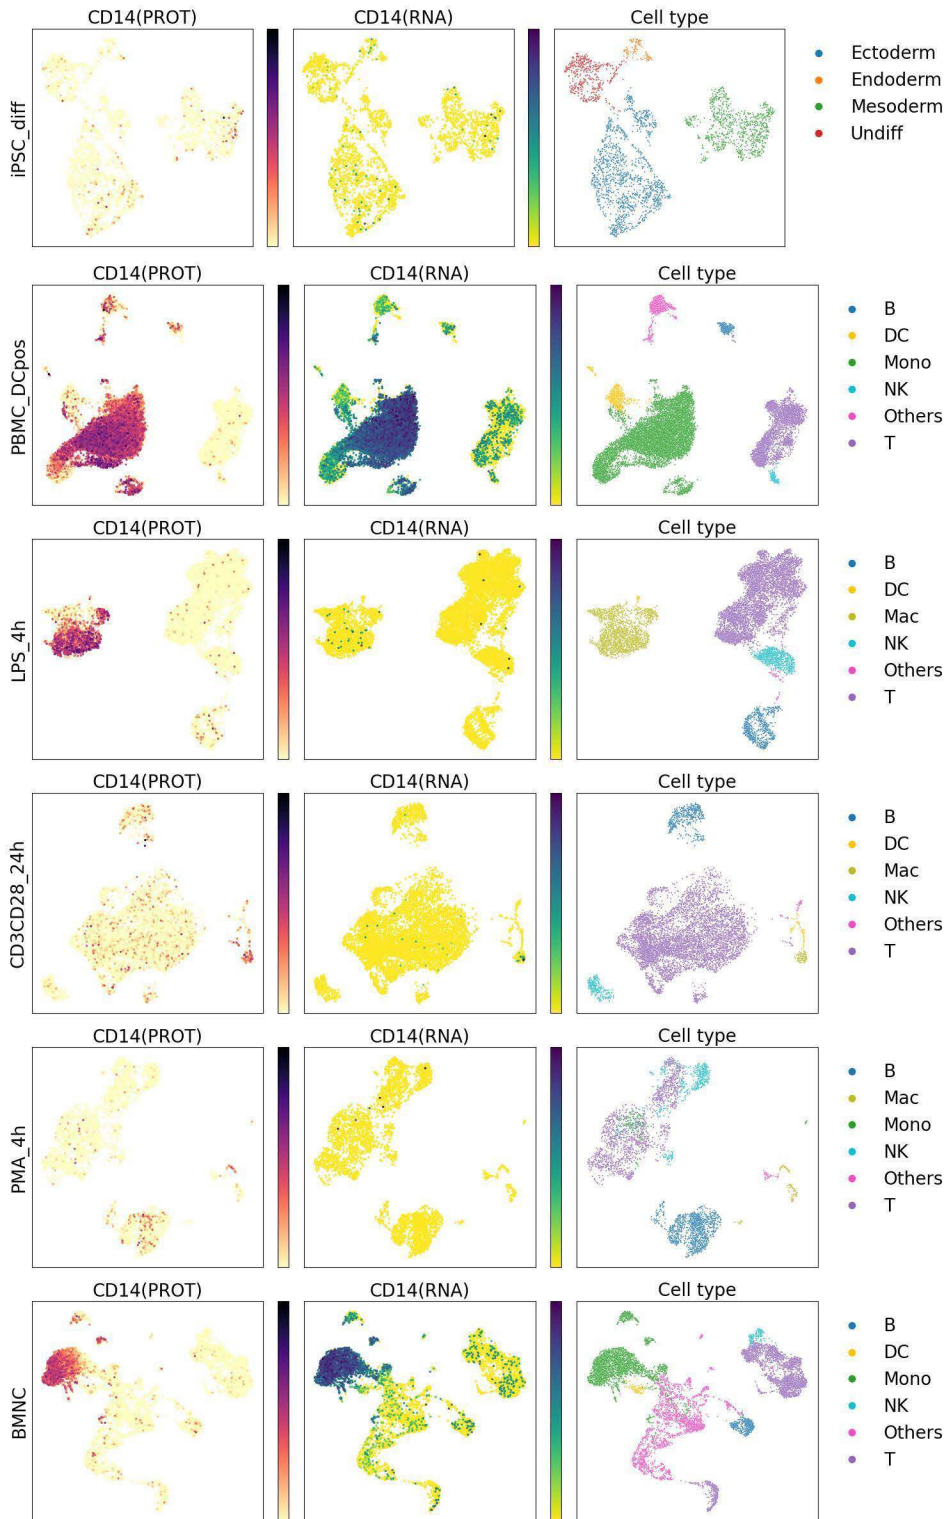 CD14(PROT) CD14(RNA) Cell type
iPSC_diff
Ectoderm
Endoderm
Mesoderm
Undiff
CD14(PROT) CD14(RNA) Cell type
PBMC_DCpos
B
DC
Mono
NK
Others
T
CD14(PROT) CD14(RNA) Cell type
LPS_4h
B
DC
Mac
NK
Others
T
CD14(PROT) CD14(RNA) Cell type
CD3CD28_24h
B
DC
Mac
NK
Others
T
CD14(PROT) CD14(RNA) Cell type
PMA_4h
B
Mac
Mono
NK
Others
T
CD14(PROT) CD14(RNA) Cell type
BMNC
B
DC
Mono
NK
Others
T